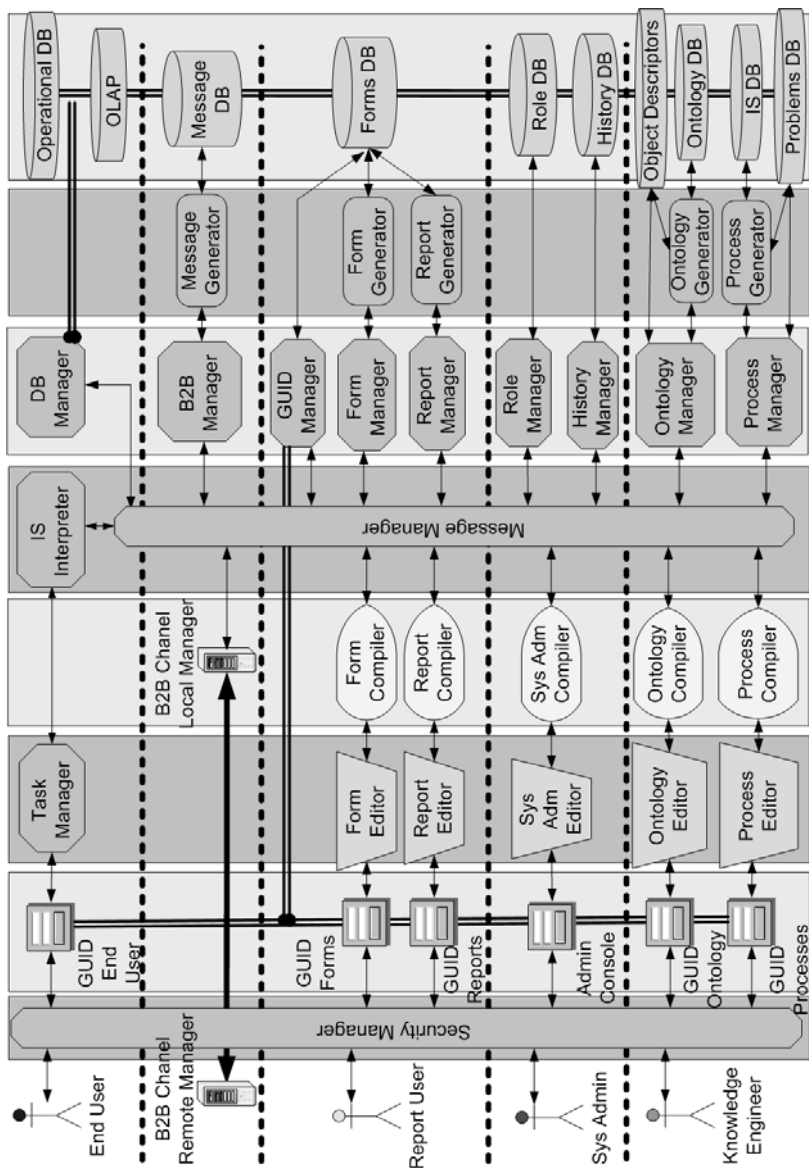 Knowledge
Engineer
Sys Admin
Report User
B2B Chanel
Remote Manager
End User
Security Manager
GUID
Processes
GUID
Ontology
Admin
Console
GUID
Reports
GUID
Forms
GUID
End
User
Process
Editor
Ontology
Editor
Sys
Adm
Editor
Report
Editor
Form
Editor
Task
Manager
Process
Compiler
Ontology
Compiler
Sys Adm
Compiler
Report
Compiler
Form
Compiler
B2B Chanel
Local Manager
Message Manager
IS
Interpreter
Process
Manager
Ontology
Manager
History
Manager
Role
Manager
Report
Manager
Form
Manager
GUID
Manager
B2B
Manager
DB
Manager
Process
Generator
Ontology
Generator
Report
Generator
Form
Generator
Message
Generator
Problems DB
IS DB
Ontology DB
Object Descriptors
History DB
Role DB
Forms DB
Message
DB
OLAP
Operational DB